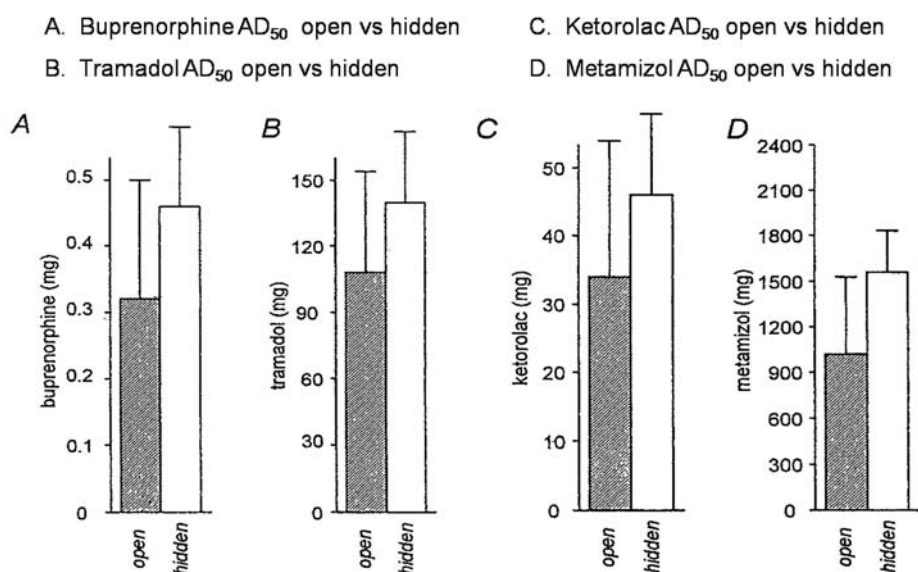 A. Buprenorphine AD50 open vs hidden
B. Tramadol AD50 open vs hidden
C. Ketorolac AD50 open vs hidden
D. Metamizol AD50 open vs hidden
A
buprenorphine (mg)
0.5
0.4
0.3
0.2
0.1
0
open
hidden
B
tramadol (mg)
150
120
90
60
30
0
open
hidden
C
ketorolac (mg)
50
40
30
20
10
0
open
hidden
D
metamizol (mg)
2400
2100
1800
1500
1200
900
600
300
0
open
hidden